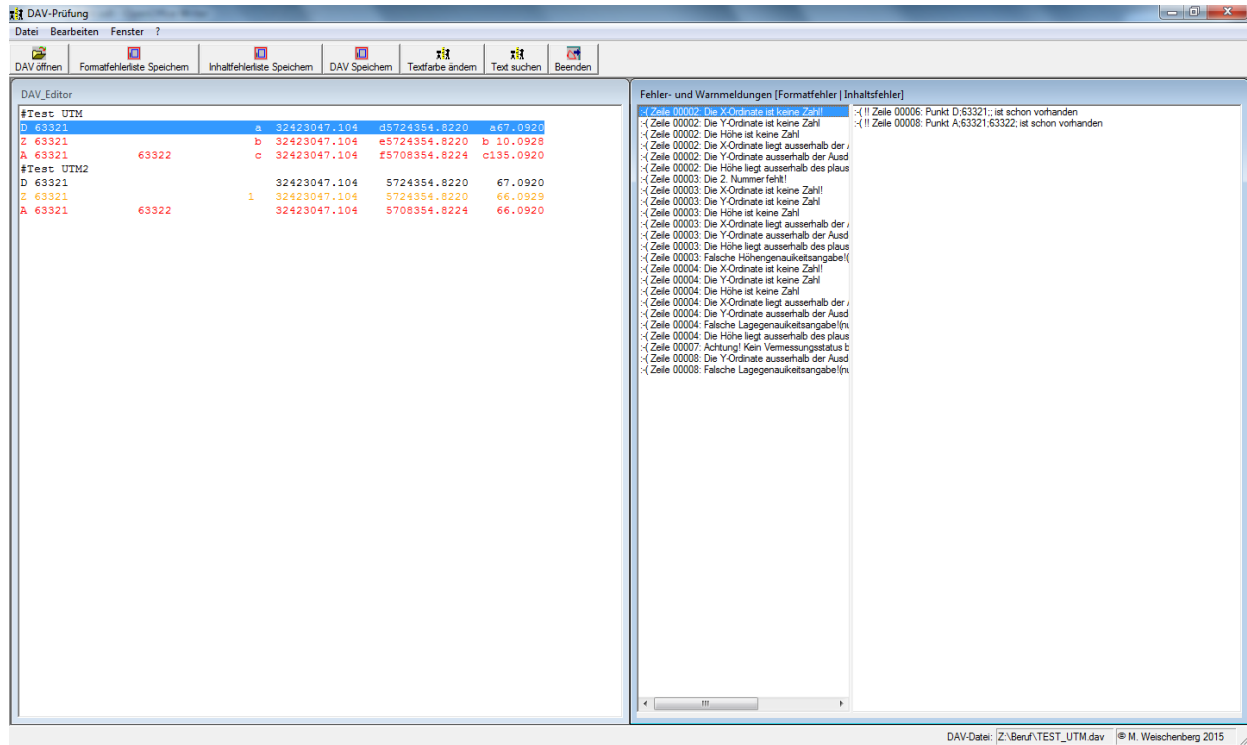 DAV-Prüfung
Datei Bearbeiten Fenster ?
DAV öffnen Formatfehlerliste Speichern Inhaltfehlerliste Speichern DAV Speichern Textfarbe ändern Text suchen Beenden
DAV_Editor
#Test UTM
D 63321 a 32423047.104 d5724354.8220 a67.0920
Z 63321 b 32423047.104 e5724354.8220 b 10.0928
A 63321 63322 c 32423047.104 f5708354.8224 c135.0920
#Test UTM2
D 63321 32423047.104 5724354.8220 67.0920
Z 63321 1 32423047.104 5724354.8220 66.0929
A 63321 63322 32423047.104 5708354.8224 66.0920
Fehler- und Warnmeldungen [Formatfehler | Inhaltsfehler]
:-( Zeile 00002: Die X-Ordinate ist keine Zahl!
:-( Zeile 00002: Die Y-Ordinate ist keine Zahl
:-( Zeile 00002: Die Höhe ist keine Zahl
:-( Zeile 00002: Die X-Ordinate liegt ausserhalb der
:-( Zeile 00002: Die Y-Ordinate ausserhalb der Ausd
:-( Zeile 00002: Die Höhe liegt ausserhalb des plaus
:-( Zeile 00003: Die 2. Nummer fehlt!
:-( Zeile 00003: Die X-Ordinate ist keine Zahl!
:-( Zeile 00003: Die Y-Ordinate ist keine Zahl
:-( Zeile 00003: Die Höhe ist keine Zahl
:-( Zeile 00003: Die X-Ordinate liegt ausserhalb der
:-( Zeile 00003: Die Y-Ordinate ausserhalb der Ausd
:-( Zeile 00003: Die Höhe liegt ausserhalb des plaus
:-( Zeile 00003: Falsche Höhengenauikeitsangabe!(
:-( Zeile 00004: Die X-Ordinate ist keine Zahl!
:-( Zeile 00004: Die Y-Ordinate ist keine Zahl
:-( Zeile 00004: Die Höhe ist keine Zahl
:-( Zeile 00004: Die X-Ordinate liegt ausserhalb der
:-( Zeile 00004: Die Y-Ordinate ausserhalb der Ausd
:-( Zeile 00004: Falsche Lagegenauikeitsangabe!(nu
:-( Zeile 00004: Die Höhe liegt ausserhalb des plaus
:-( Zeile 00007: Achtung! Kein Vermessungsstatus b
:-( Zeile 00008: Die Y-Ordinate ausserhalb der Ausd
:-( Zeile 00008: Falsche Lagegenauikeitsangabe!(nu
:-( !! Zeile 00006: Punkt D;63321;; ist schon vorhanden
:-( !! Zeile 00008: Punkt A;63321;63322; ist schon vorhanden
DAV-Datei: Z:\Beruf\TEST_UTM.dav © M. Weischenberg 2015